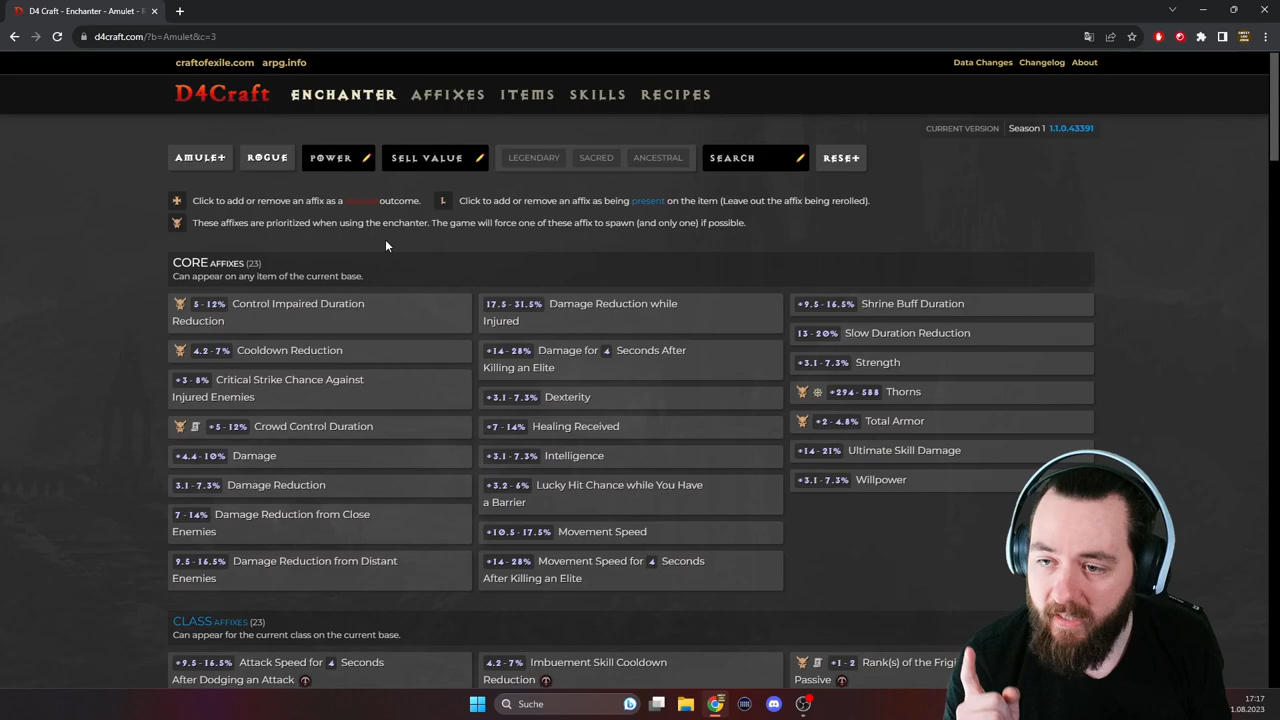 D4 Craft - Enchanter - Amulet -
d4craft.com/?b=Amulet&c=3
craftofexile.com arpg.info
Data Changes Changelog About
D4Craft ENCHANTER AFFIXES ITEMS SKILLS RECIPES
CURRENT VERSION Season 1 1.1.0.43391
AMULET ROGUE POWER SELL VALUE LEGENDARY SACRED ANCESTRAL SEARCH RESET
Click to add or remove an affix as a outcome. Click to add or remove an affix as being present on the item (Leave out the affix being rerolled).
These affixes are prioritized when using the enchanter. The game will force one of these affix to spawn (and only one) if possible.
CORE AFFIXES (23)
Can appear on any item of the current base.
5 - 12% Control Impaired Duration
Reduction
4.2 - 7% Cooldown Reduction
+3 - 8% Critical Strike Chance Against
Injured Enemies
+5 - 12% Crowd Control Duration
+4.4 - 10% Damage
3.1 - 7.3% Damage Reduction
7 - 14% Damage Reduction from Close
Enemies
9.5 - 16.5% Damage Reduction from Distant
Enemies
17.5 - 31.5% Damage Reduction while
Injured
+14 - 28% Damage for 4 Seconds After
Killing an Elite
+3.1 - 7.3% Dexterity
+7 - 14% Healing Received
+3.1 - 7.3% Intelligence
+3.2 - 6% Lucky Hit Chance while You Have
a Barrier
+10.5 - 17.5% Movement Speed
+14 - 28% Movement Speed for 4 Seconds
After Killing an Elite
+9.5 - 16.5% Shrine Buff Duration
13 - 20% Slow Duration Reduction
+3.1 - 7.3% Strength
+294 - 588 Thorns
+2 - 4.8% Total Armor
+14 - 21% Ultimate Skill Damage
+3.1 - 7.3% Willpower
CLASS AFFIXES (23)
Can appear for the current class on the current base.
+9.5 - 16.5% Attack Speed for 4 Seconds
After Dodging an Attack
4.2 - 7% Imbuement Skill Cooldown
Reduction
+1 - 2 Rank(s) of the Frigi
Passive
Suche
17:17
1.08.2023